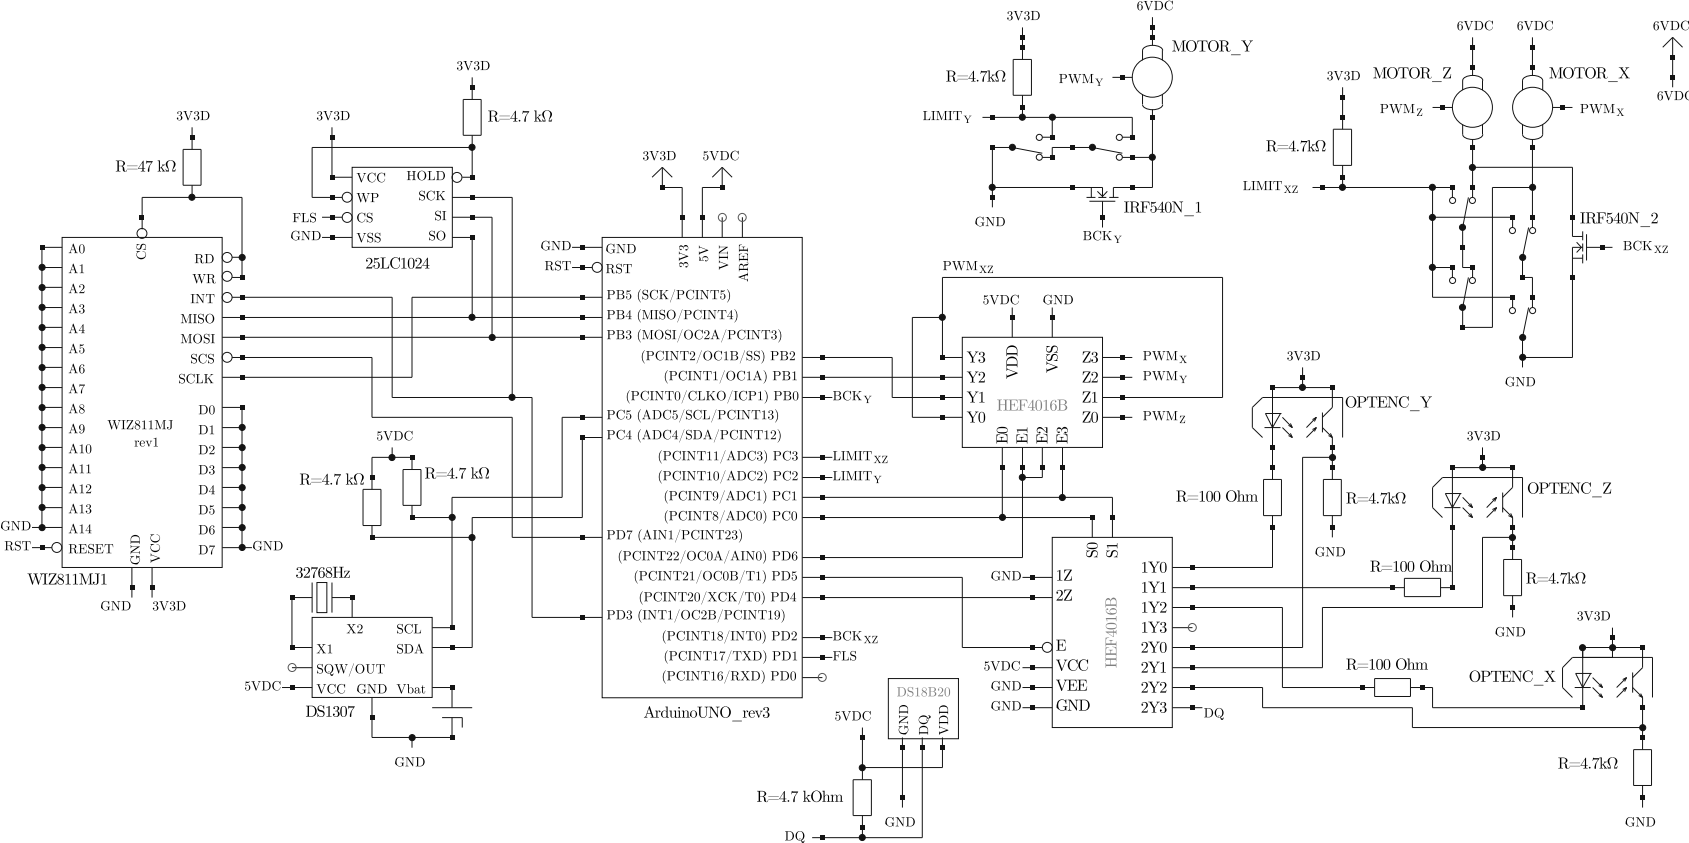 3V3D
R=47 kΩ
CS
A0
A1
A2
A3
A4
A5
A6
A7
A8
A9
A10
A11
A12
A13
A14
GND
RST
RESET
RD
WR
INT
MISO
MOSI
SCS
SCLK
D0
D1
D2
D3
D4
D5
D6
D7
GND
WIZ811MJ
rev1
GND
VCC
WIZ811MJ1
GND
3V3D
3V3D
3V3D
R=4.7 kΩ
VCC
WP
CS
VSS
HOLD
SCK
SI
SO
FLS
GND
25LC1024
5VDC
R=4.7 kΩ
R=4.7 kΩ
32768Hz
X2
X1
SCL
SDA
SQW/OUT
VCC
GND
Vbat
5VDC
DS1307
GND
3V3D
5VDC
GND
RST
GND
RST
3V3
5V
VIN
AREF
PB5 (SCK/PCINT5)
PB4 (MISO/PCINT4)
PB3 (MOSI/OC2A/PCINT3)
(PCINT2/OC1B/SS) PB2
(PCINT1/OC1A) PB1
(PCINT0/CLKO/ICP1) PB0
BCKY
PC5 (ADC5/SCL/PCINT13)
PC4 (ADC4/SDA/PCINT12)
(PCINT11/ADC3) PC3
LIMITXZ
(PCINT10/ADC2) PC2
LIMITY
(PCINT9/ADC1) PC1
(PCINT8/ADC0) PC0
PD7 (AIN1/PCINT23)
(PCINT22/OC0A/AIN0) PD6
(PCINT21/OC0B/T1) PD5
(PCINT20/XCK/T0) PD4
PD3 (INT1/OC2B/PCINT19)
(PCINT18/INT0) PD2
BCKXZ
(PCINT17/TXD) PD1
FLS
(PCINT16/RXD) PD0
ArduinoUNO_rev3
5VDC
DS18B20
GND
DQ
VDD
R=4.7 kOhm
GND
DQ
3V3D
6VDC
MOTOR_Y
R=4.7kΩ
PWMY
LIMITY
GND
IRF540N_1
BCKY
PWMXZ
5VDC
GND
VDD
VSS
Y3
Y2
Y1
Y0
Z3
Z2
Z1
Z0
PWMX
PWMY
PWMZ
HEF4016B
E0
E1
E2
E3
S0
S1
GND
1Z
2Z
E
5VDC
VCC
GND
VEE
GND
GND
HEF4016B
1Y0
1Y1
1Y2
1Y3
2Y0
2Y1
2Y2
2Y3
DQ
6VDC
6VDC
MOTOR_Z
MOTOR_X
3V3D
PWMZ
PWMX
R=4.7kΩ
LIMITXZ
IRF540N_2
BCKXZ
GND
6VDC
6VDC
3V3D
OPTENC_Y
R=100 Ohm
R=4.7kΩ
GND
3V3D
OPTENC_Z
R=100 Ohm
R=4.7kΩ
GND
3V3D
OPTENC_X
R=100 Ohm
R=4.7kΩ
GND